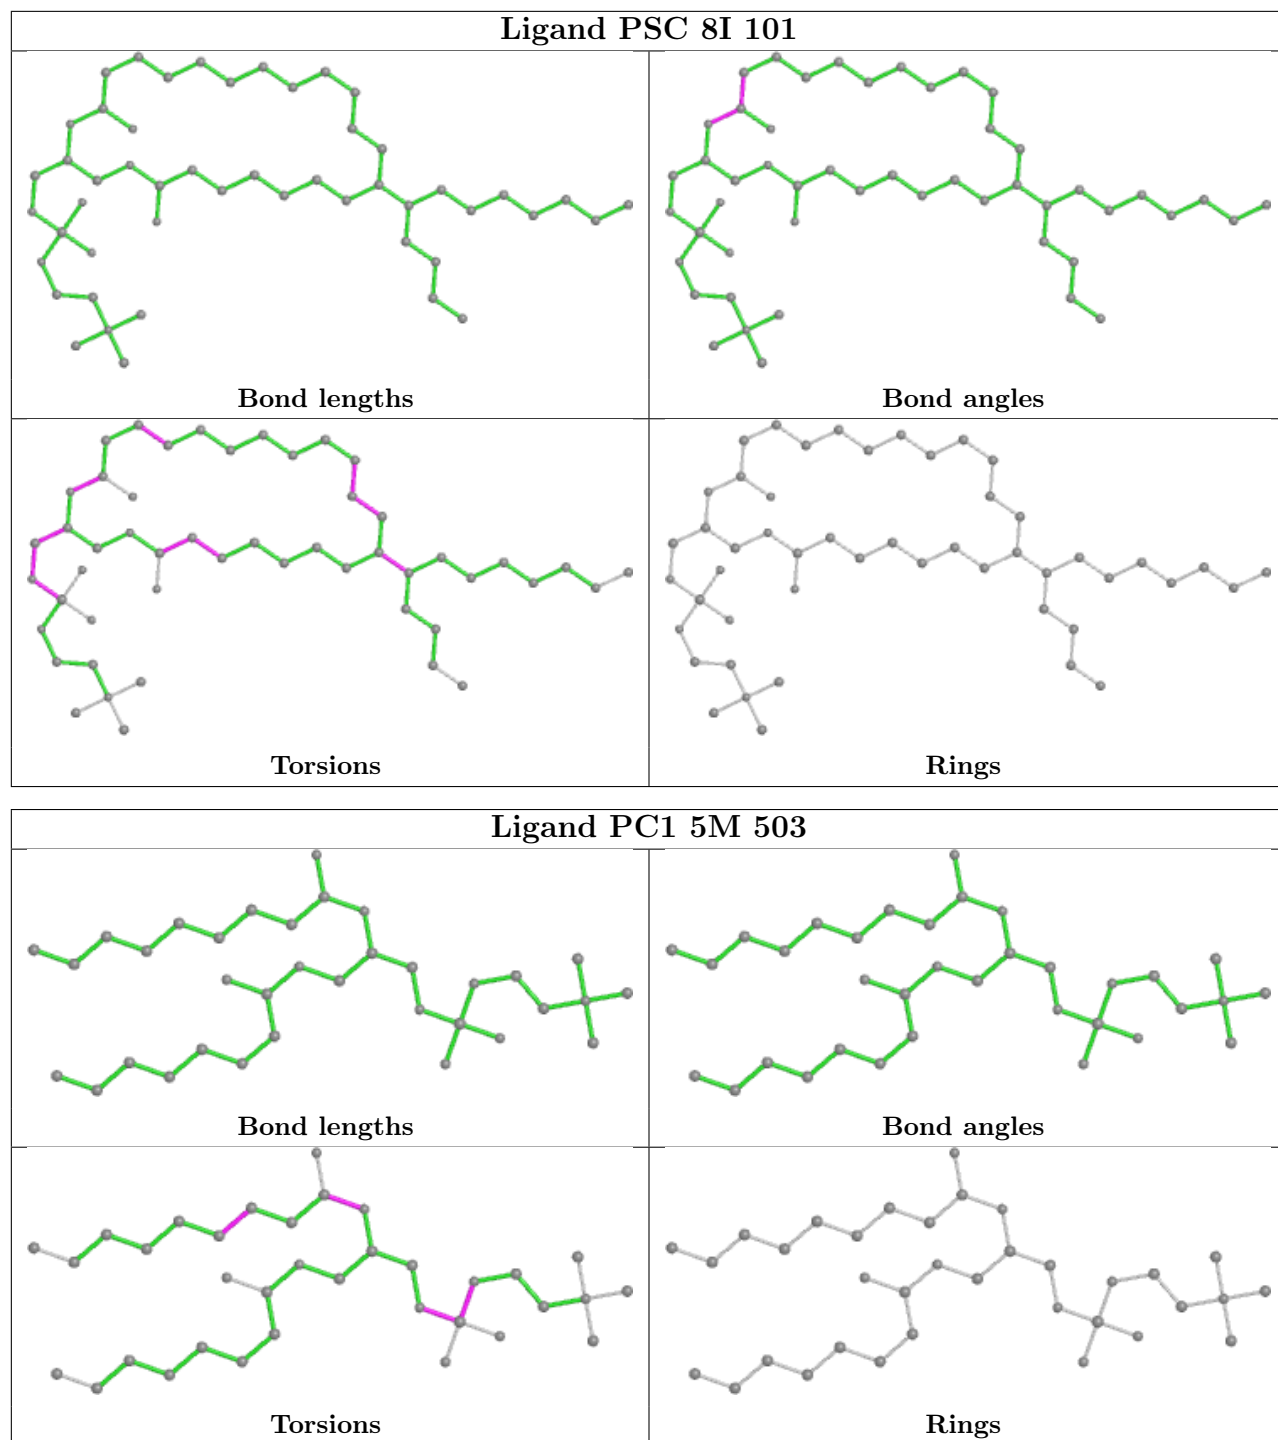 Ligand PSC 8I 101
Bond lengths
Bond angles
Torsions
Rings
Ligand PC1 5M 503
Bond lengths
Bond angles
Torsions
Rings